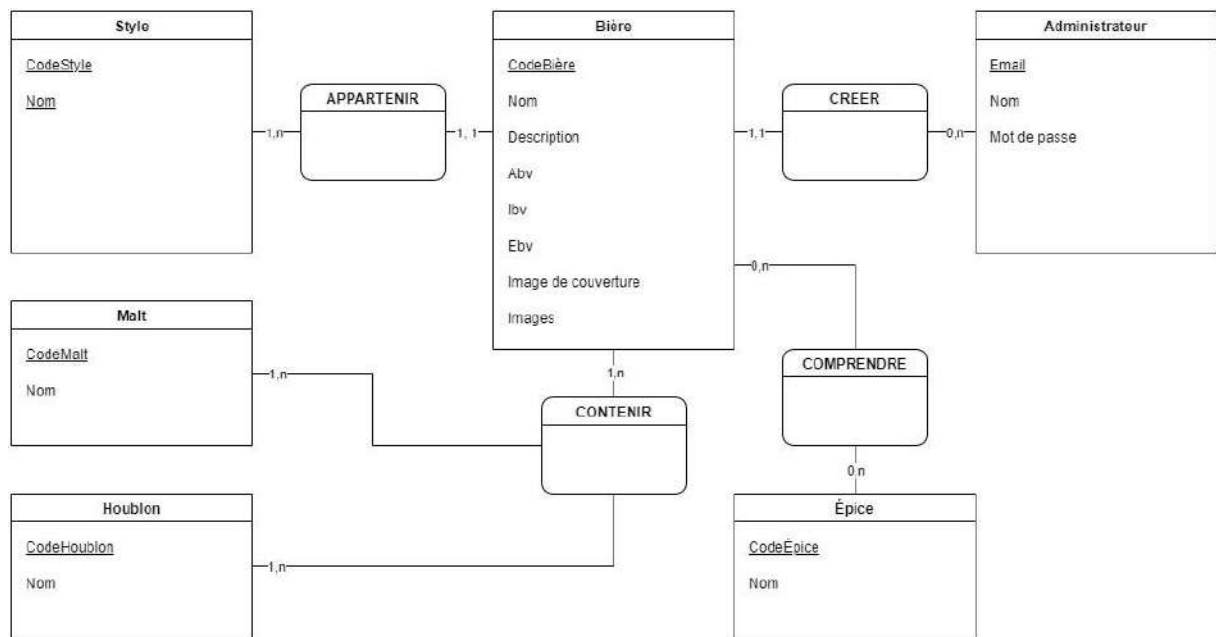 Style
CodeStyle
Nom
1,n
APPARTENIR
1, 1
Bière
CodeBière
Nom
Description
Abv
Ibv
Ebv
Image de couverture
Images
1,1
CREER
0,n
Administrateur
Email
Nom
Mot de passe
0,n
COMPRENDRE
0,n
Malt
CodeMalt
Nom
1,n
1,n
CONTENIR
Houblon
CodeHoublon
Nom
1,n
Épice
CodeÉpice
Nom